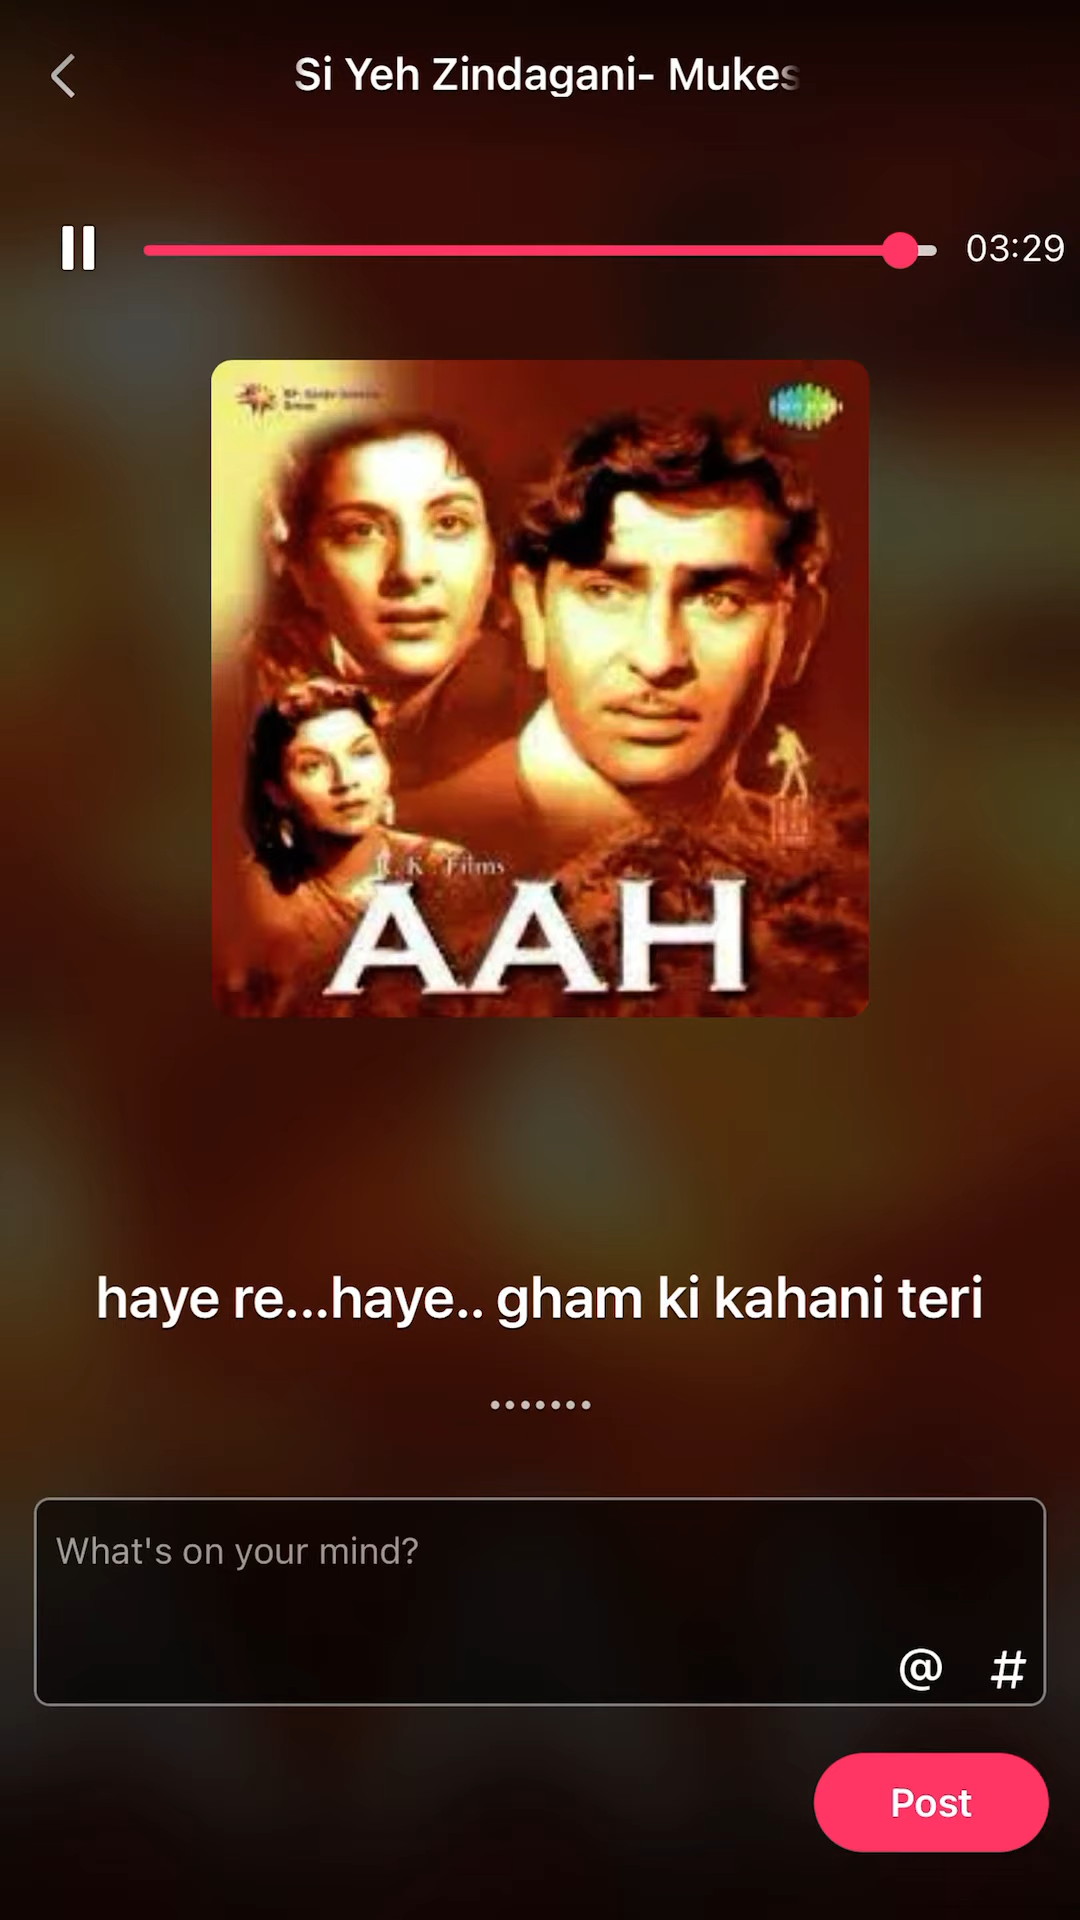 Si Yeh Zindagani- Mukes
03:29
R. K. Films
AAH
haye re...haye.. gham ki kahani teri
What's on your mind?
@ #
Post